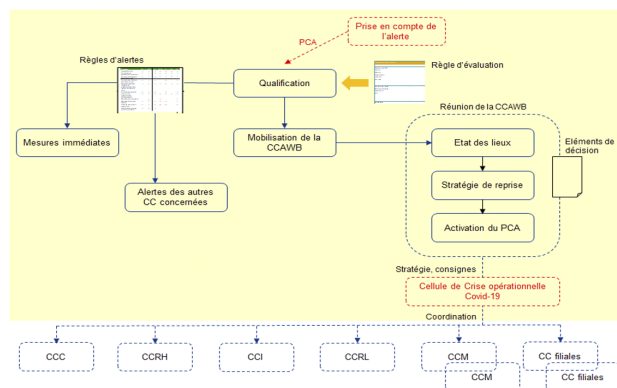 Prise en compte de
l'alerte
PCA
Règles d'alertes
Qualification
Règle d'évaluation
Réunion de la CCAWB
Mesures immédiates
Mobilisation de la
CCAWB
Etat des lieux
Eléments de
décision
Alertes des autres
CC concernées
Stratégie de reprise
Activation du PCA
Stratégie, consignes
Cellule de Crise opérationnelle
Covid-19
Coordination
CCC
CCRH
CCI
CCRL
CCM
CC filiales
CCM
CC filiales